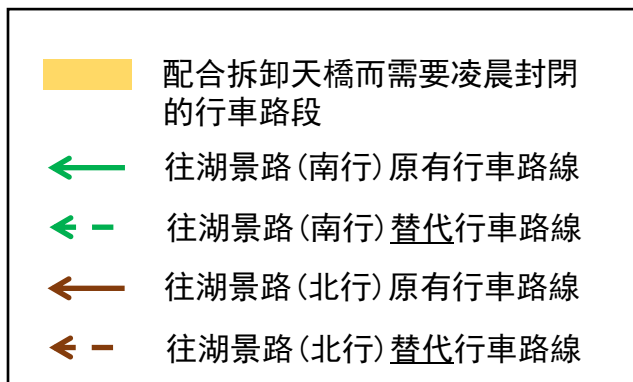 配合拆卸天橋而需要凌晨封閉
的行車路段
往湖景路(南行)原有行車路線
往湖景路(南行)替代行車路線
往湖景路(北行)原有行車路線
往湖景路(北行)替代行車路線